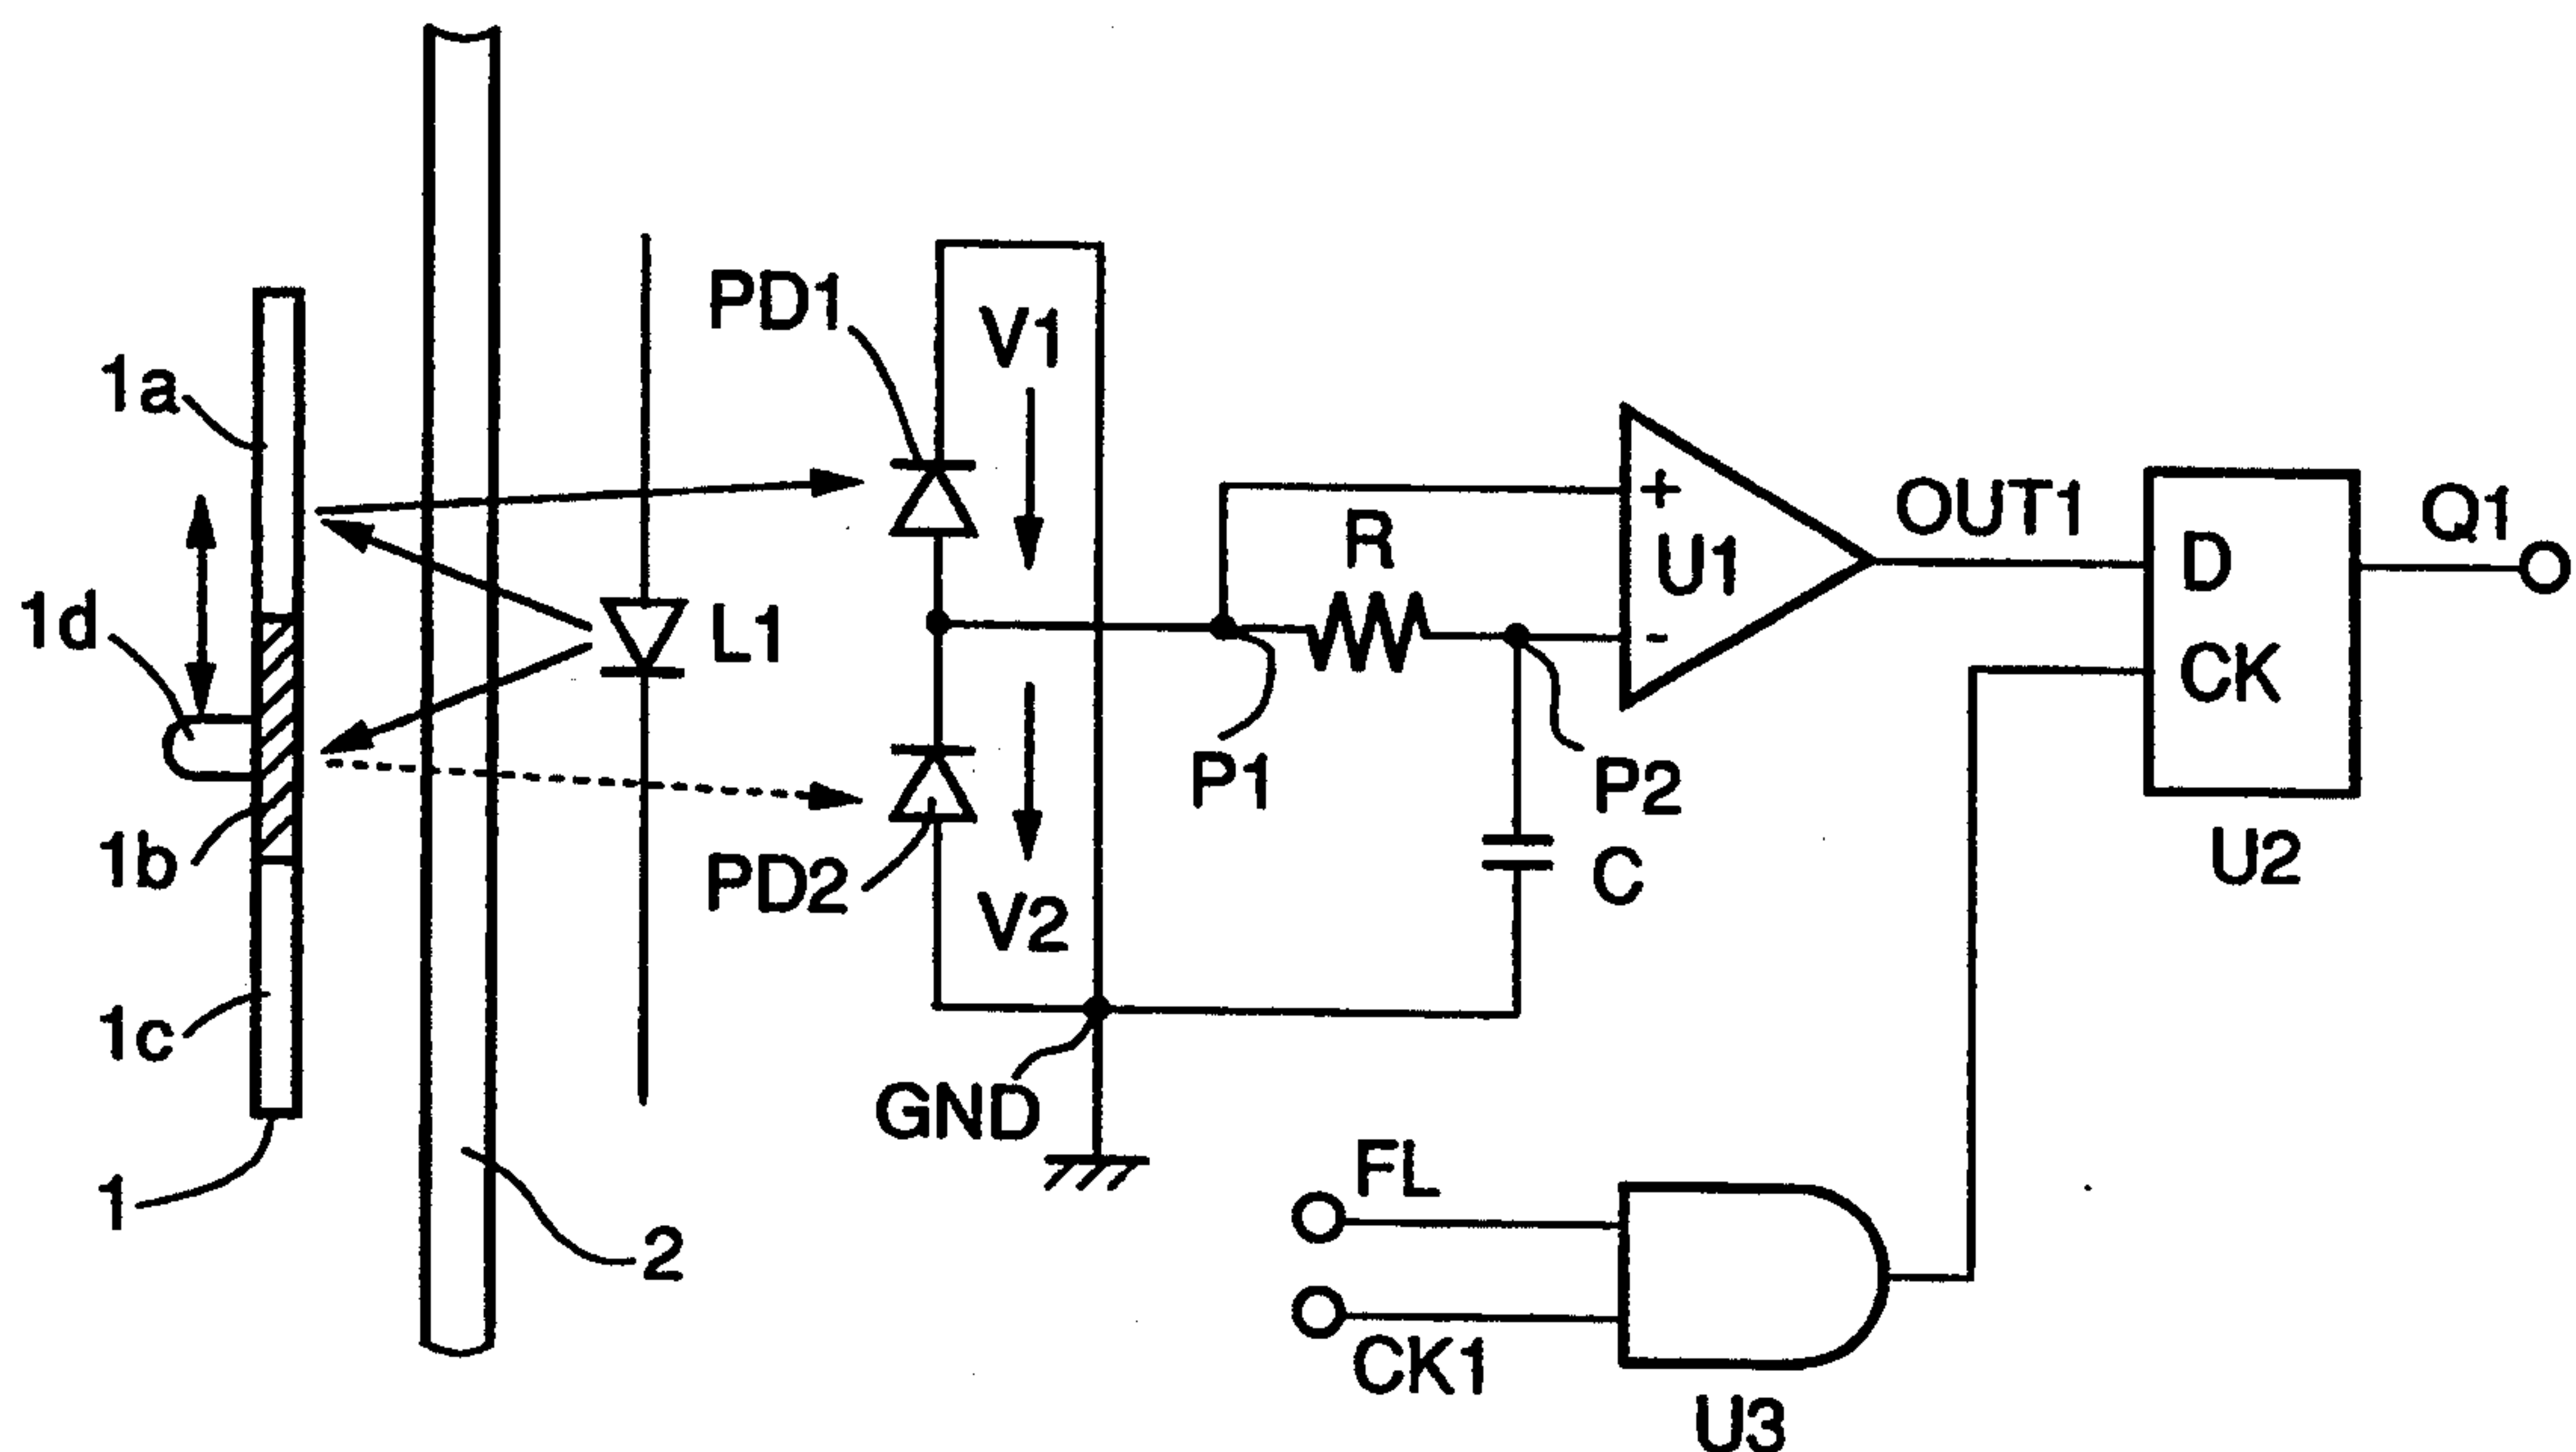 PD1
V1
1a
R
+
U1
OUT1
Q1
D
1d
L1
-
CK
P1
P2
1b
PD2
V2
C
U2
1c
GND
FL
1
2
CK1
U3